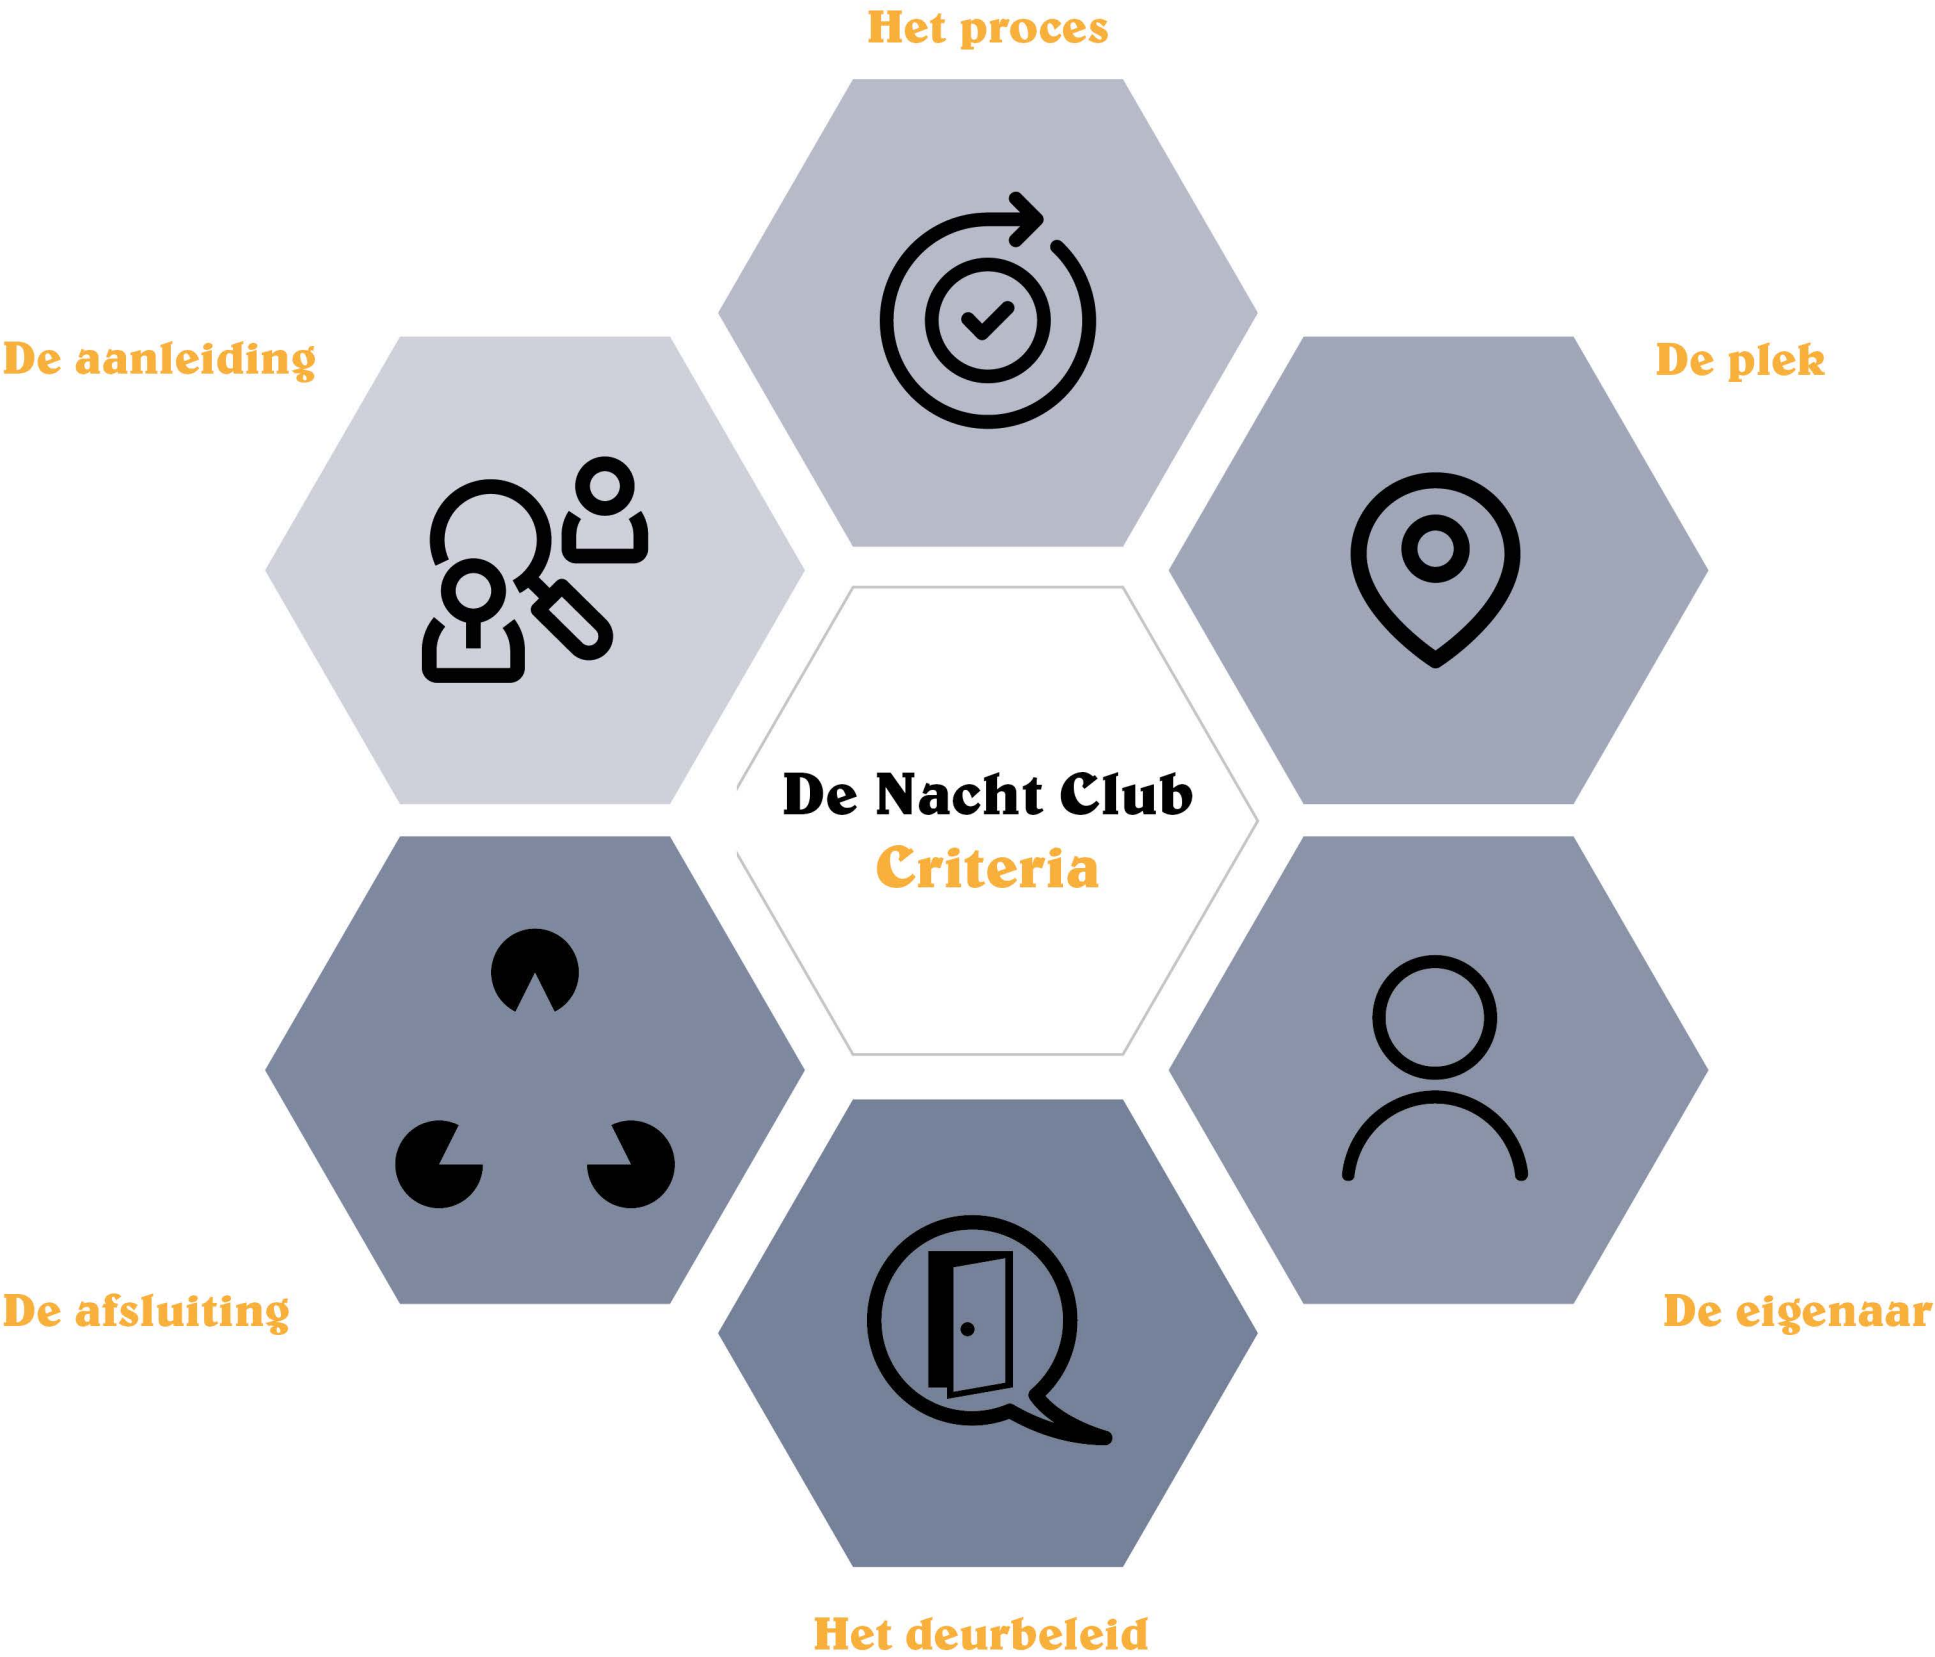 Het proces
De aanleiding
De plek
De Nacht Club
Criteria
De afsluiting
De eigenaar
Het deurbeleid